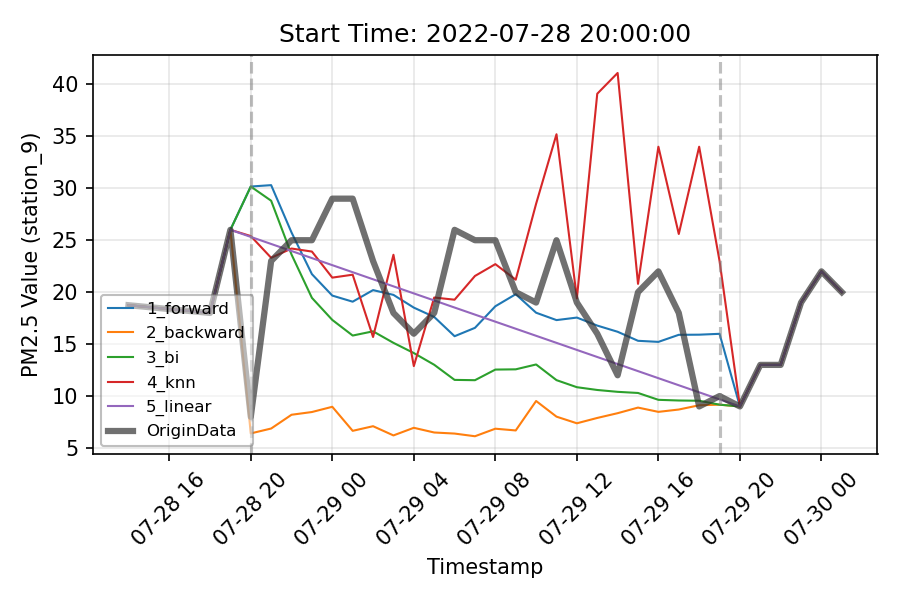 Start Time: 2022-07-28 20:00:00
PM2.5 Value (station_9)
40
35
30
25
20
15
10
5
1_forward
2_backward
3_bi
4_knn
5_linear
OriginData
07-28 16
07-28 20
07-29 00
07-29 04
07-29 08
07-29 12
07-29 16
07-29 20
07-30 00
Timestamp